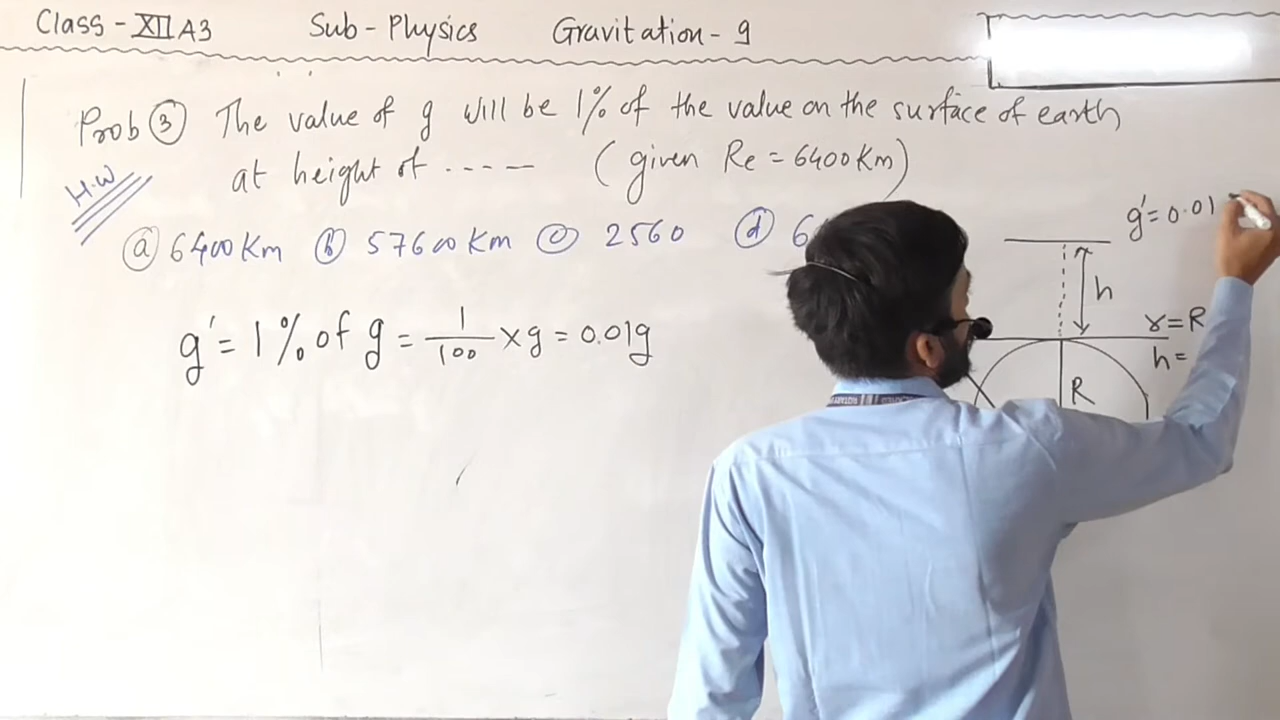 Class - XII A3 Sub - Physics Gravitation - 9
Prob ③ The value of g will be 1% of the value on the surface of earth
H.W at height of ----- (given Re = 6400 Km)
ⓐ 6400 Km ⓑ 57600 Km ⓒ 2560 ⓓ 6
g' = 1% of g = 1/100 × g = 0.01g
g' = 0.01
h
r = R
h =
R